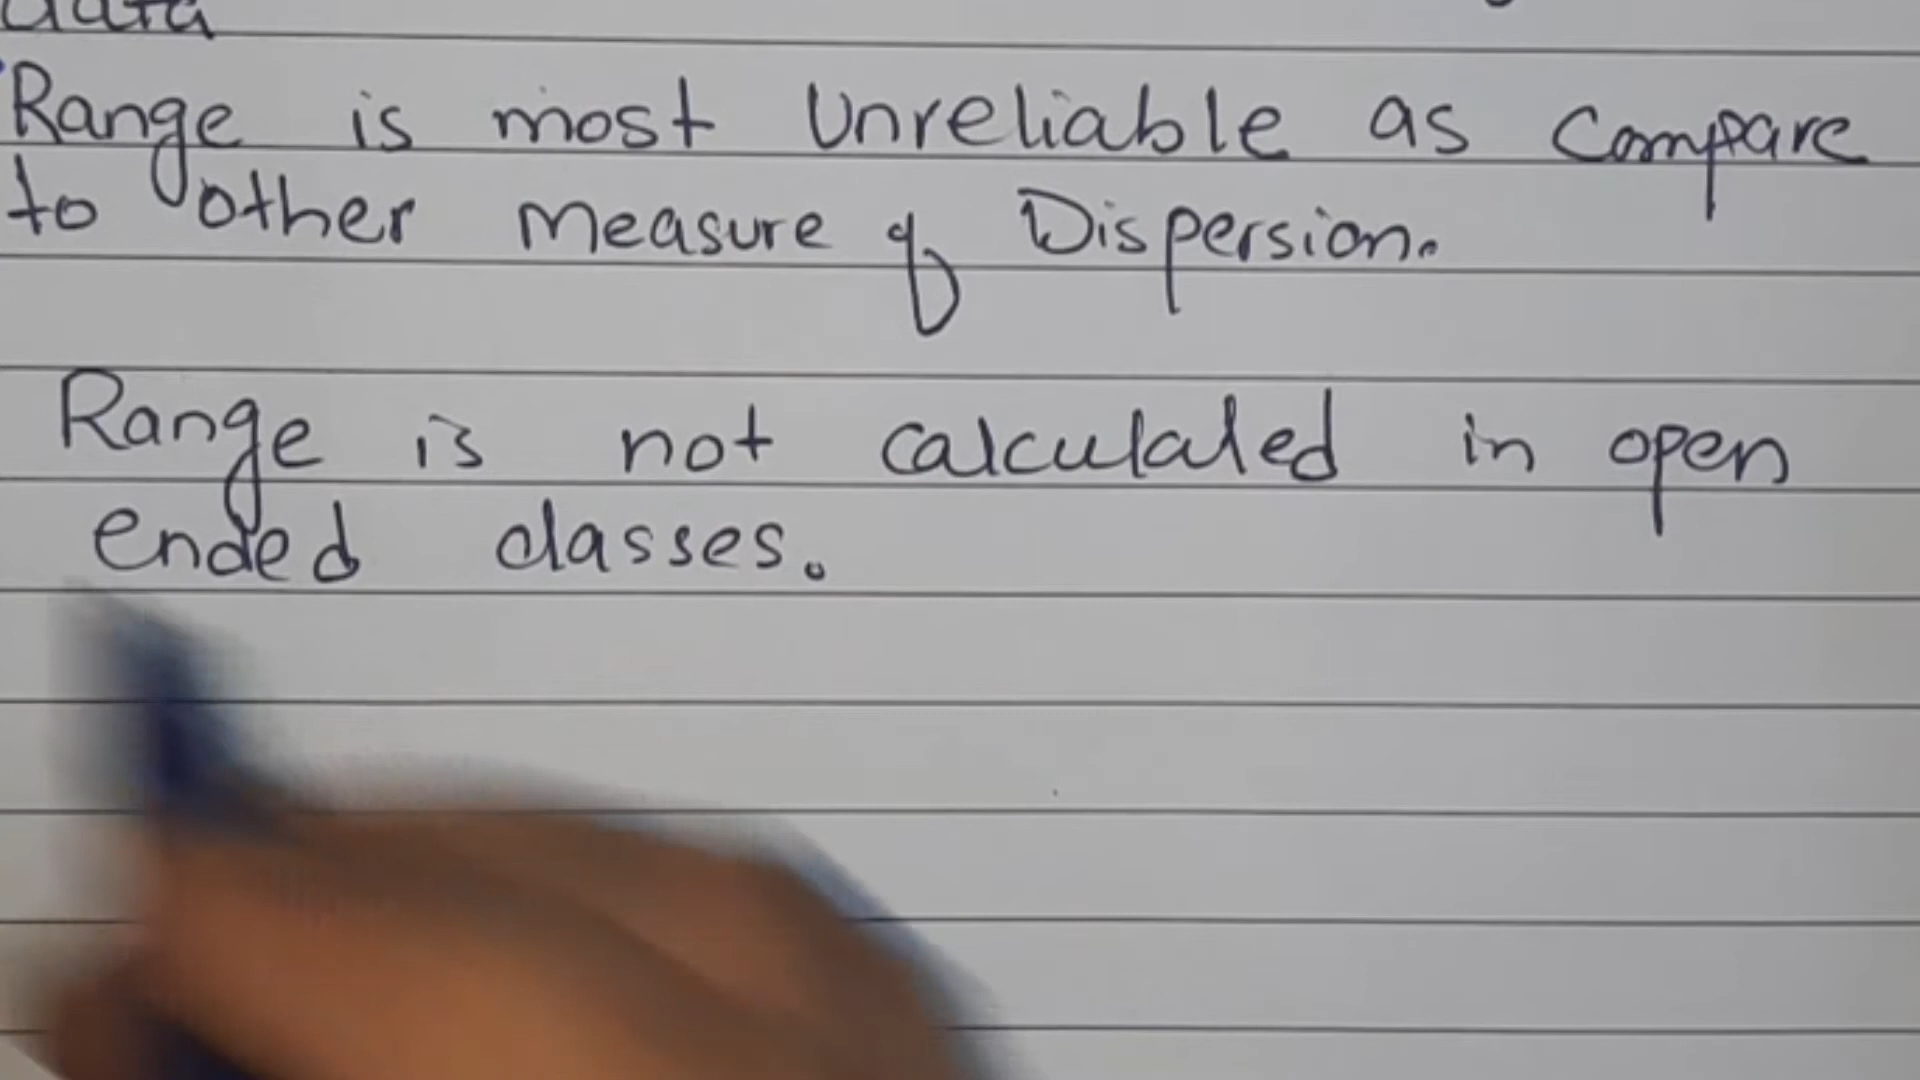 data
Range is most Unreliable as compare
to other measure of Dispersion.
Range is not calculated in open
ended classes.